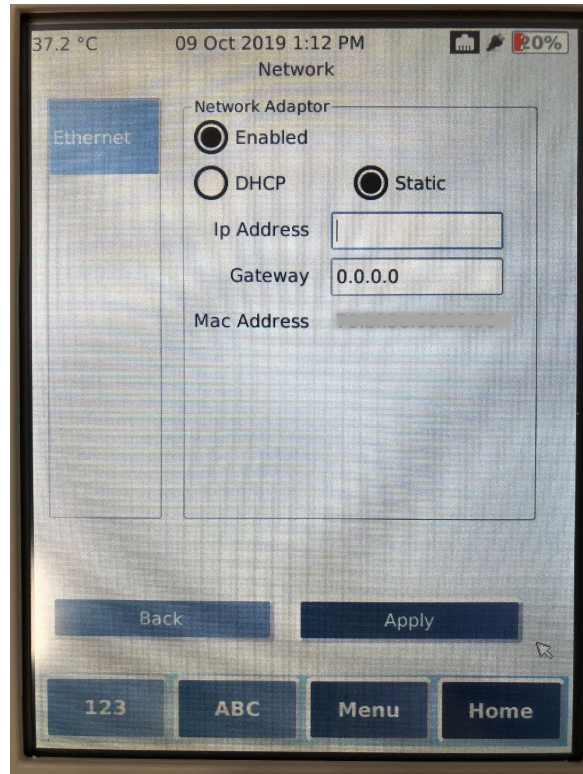 37.2 °C 09 Oct 2019 1:12 PM 20%
Network
Ethernet
Network Adaptor
Enabled
DHCP Static
Ip Address
Gateway 0.0.0.0
Mac Address
Back Apply
123 ABC Menu Home